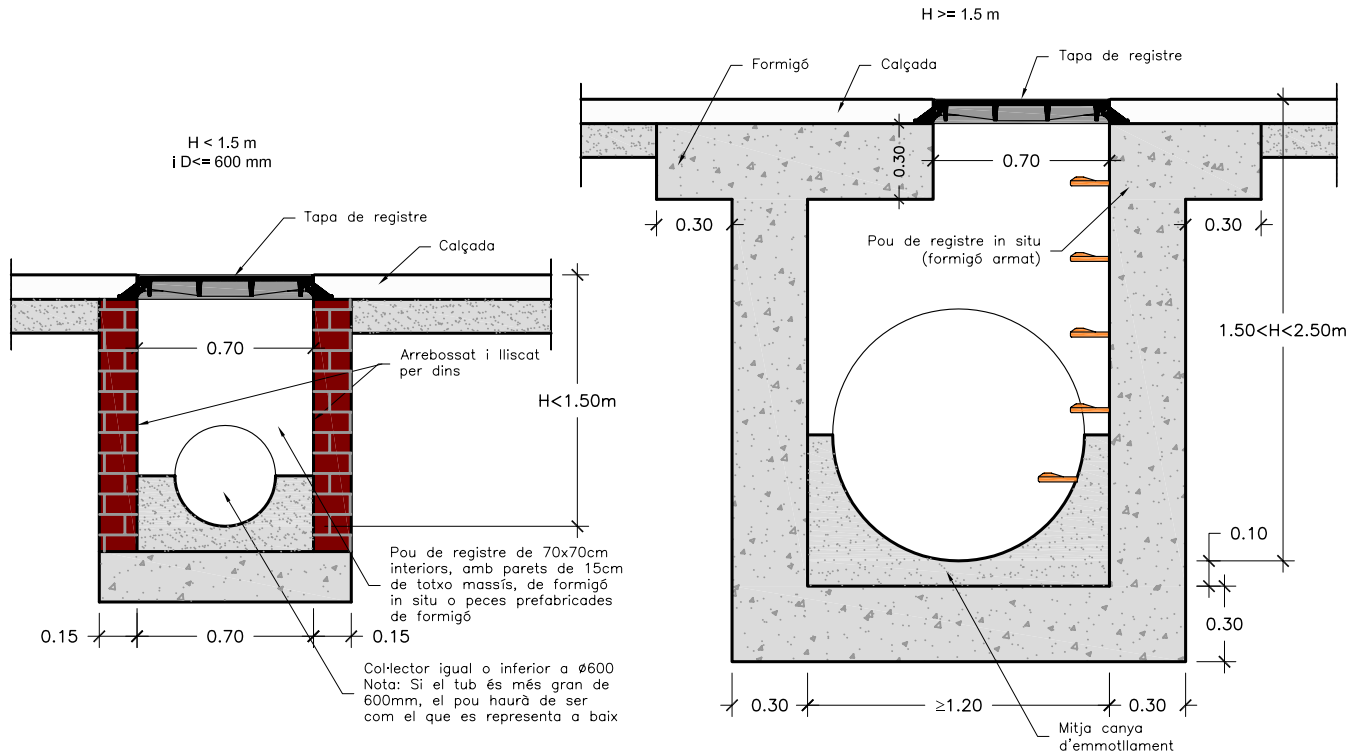 H < 1.5 m
i D<= 600 mm
Tapa de registre
Calçada
0.70
Arrebossat i lliscat
per dins
H<1.50m
Pou de registre de 70x70cm
interiors, amb parets de 15cm
de totxo massís, de formigó
in situ o peces prefabricades
de formigó
0.15
0.70
0.15
Col·lector igual o inferior a ø600
Nota: Si el tub és més gran de
600mm, el pou haurà de ser
com el que es representa a baix
H >= 1.5 m
Formigó
Calçada
Tapa de registre
0.30
0.70
0.30
Pou de registre in situ
(formigó armat)
0.30
1.50<H<2.50m
0.10
0.30
0.30
≥1.20
0.30
Mitja canya
d'emmotllament